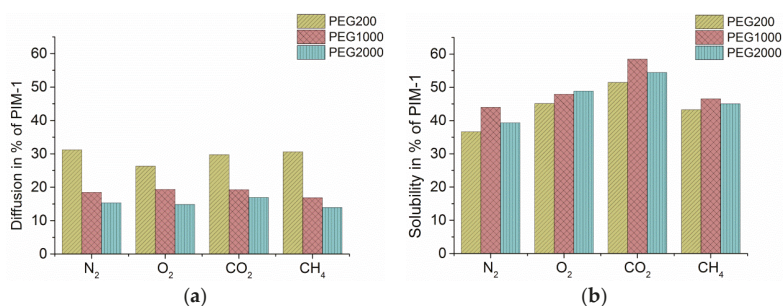 PEG200
PEG1000
PEG2000
Diffusion in % of PIM-1
60
50
40
30
20
10
0
N₂ O₂ CO₂ CH₄
(a)
PEG200
PEG1000
PEG2000
Solubility in % of PIM-1
60
50
40
30
20
10
0
N₂ O₂ CO₂ CH₄
(b)